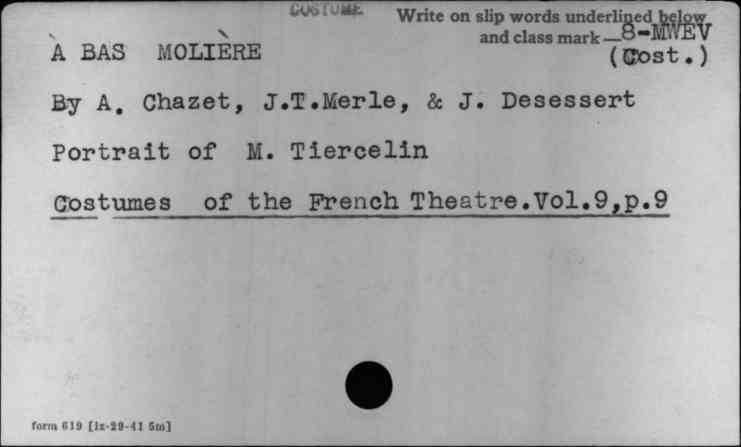 COSTUME
Write on slip words underlined below
and class mark — 8-MWEV
(Cost.)
À BAS MOLIÈRE
By A. Chazet, J.T.Merle, & J. Desessert
Portrait of M. Tiercelin
Costumes of the French Theatre.Vol.9,p.9
form 619 [ix-29-41 5m]